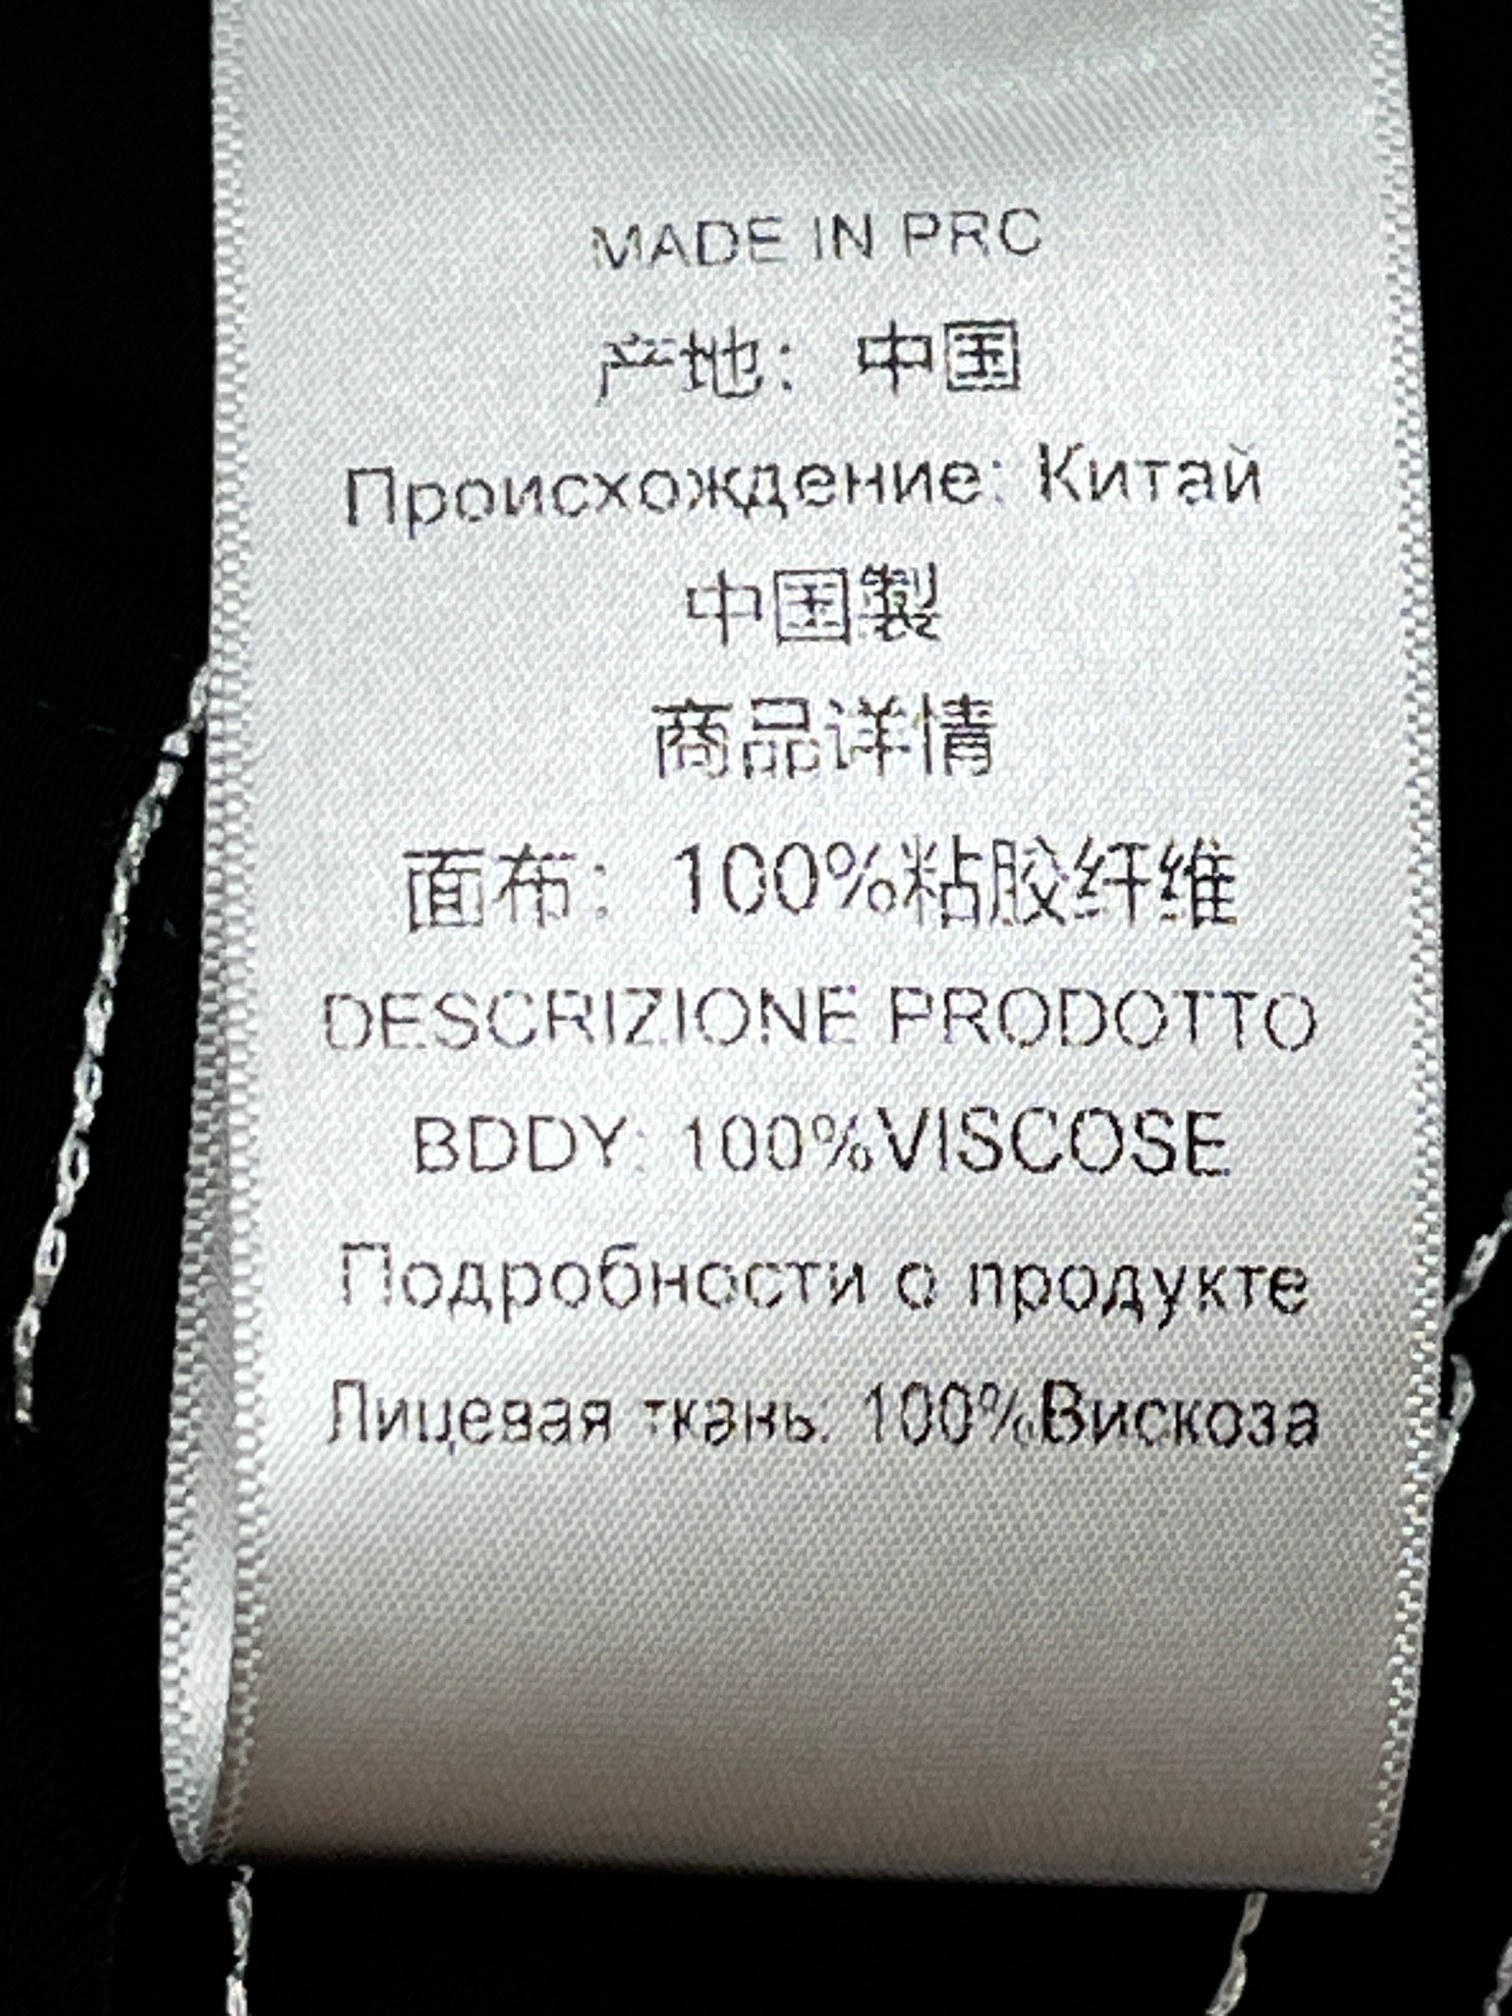 MADE IN PRC
产地：中国
Происхождение: Китай
中国製
商品详情
面布：100%粘胶纤维
DESCRIZIONE PRODOTTO
BDDY: 100%VISCOSE
Подробности о продукте
Лицевая ткань: 100%Вискоза